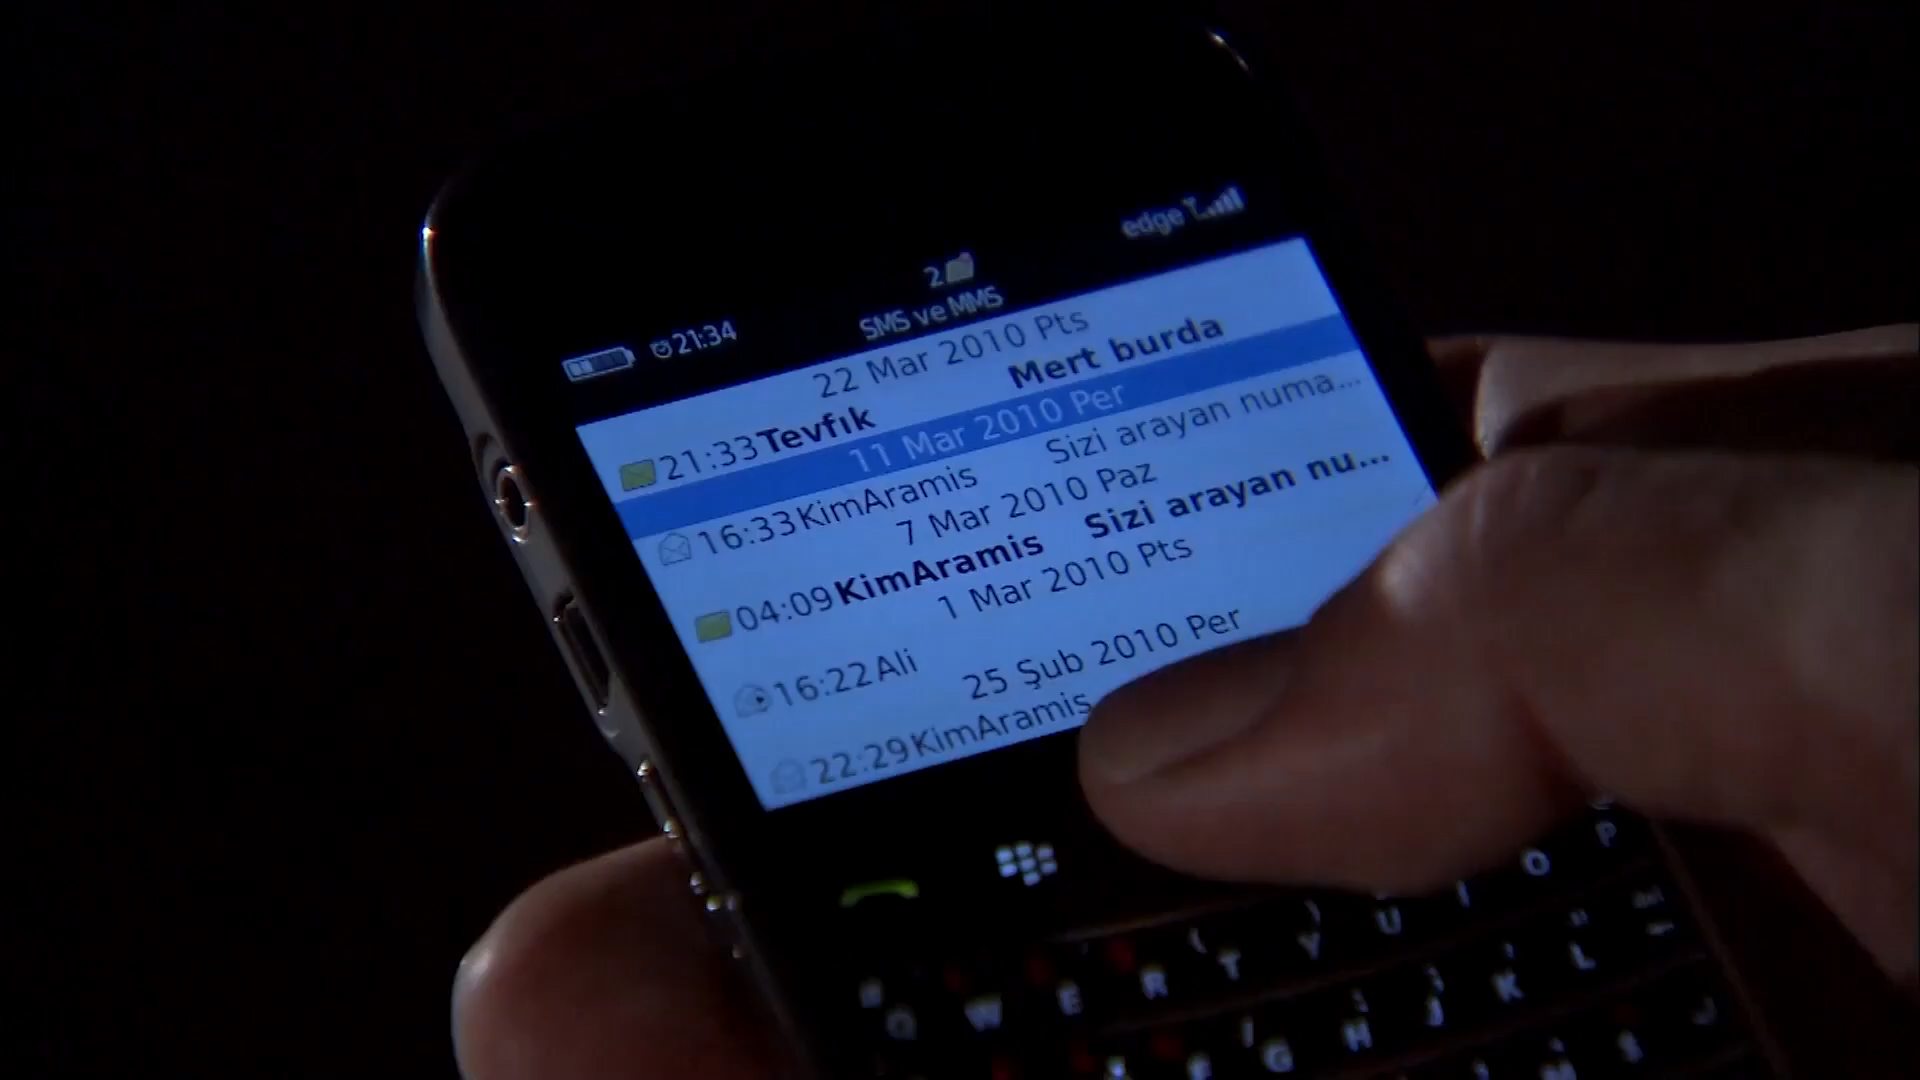 edge
2
21:34 SMS ve MMS
22 Mar 2010 Pts
21:33 Tevfik Mert burda
11 Mar 2010 Per
16:33 KimAramis Sizi arayan numa...
7 Mar 2010 Paz
04:09 KimAramis Sizi arayan nu...
1 Mar 2010 Pts
16:22 Ali
25 Şub 2010 Per
22:29 KimAramis
Q W E R T Y U I O P
F G H J K L